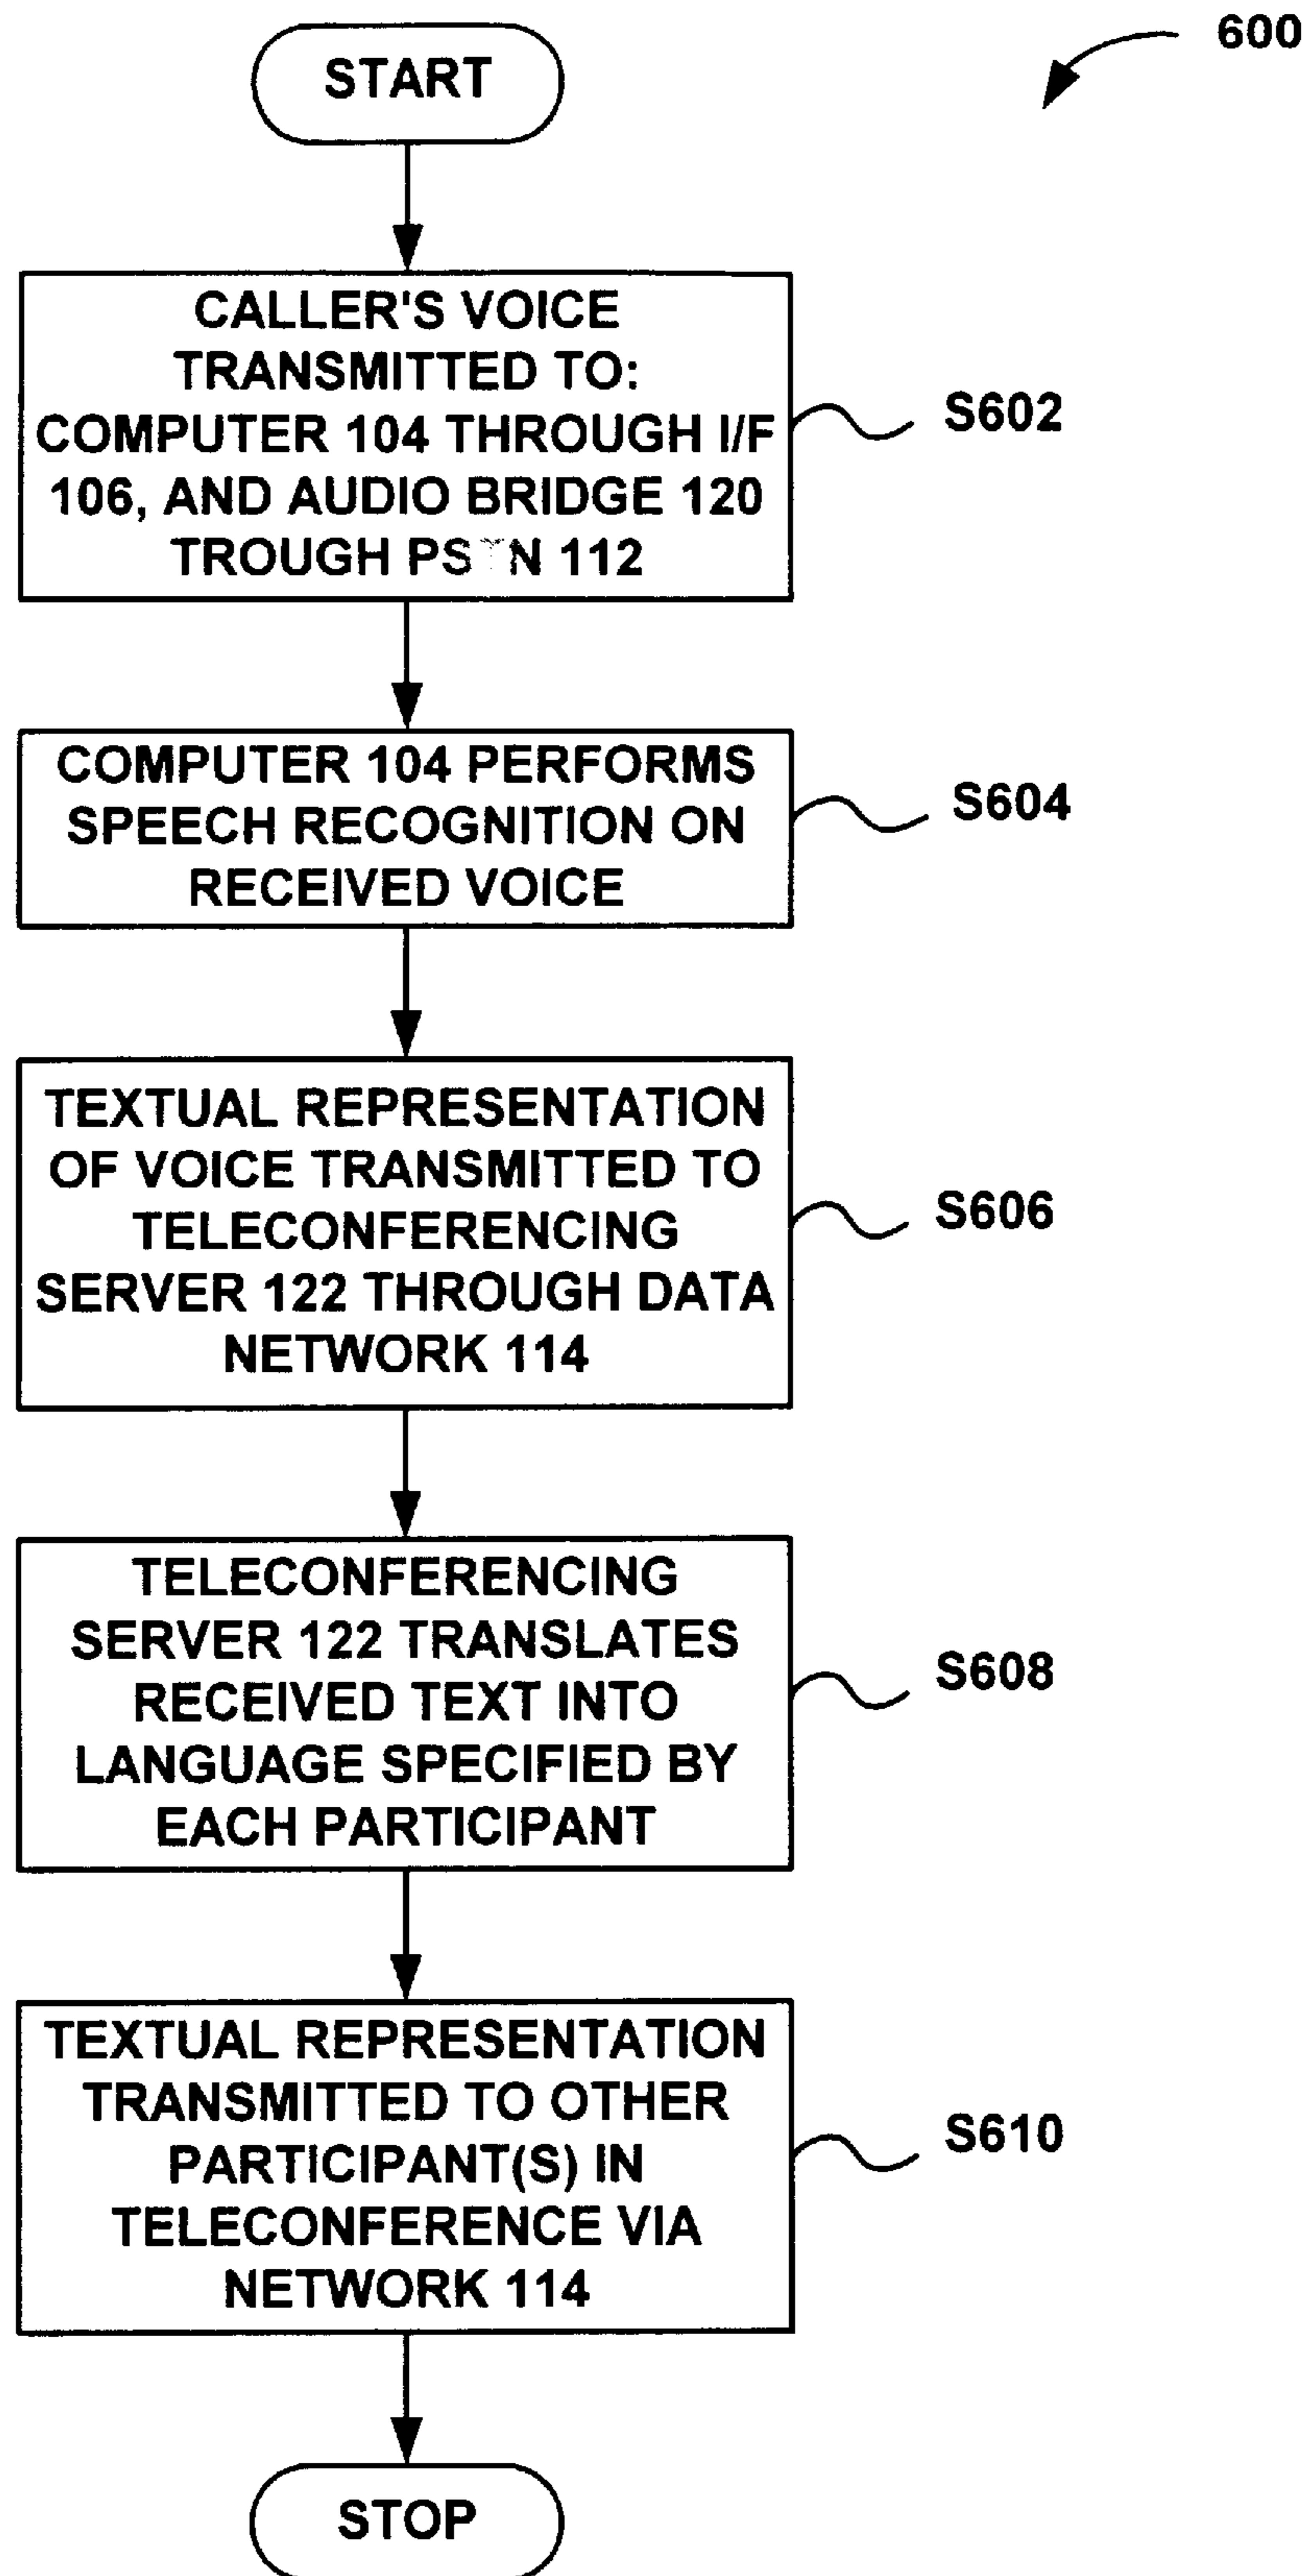 600
START
CALLER'S VOICE
TRANSMITTED TO:
COMPUTER 104 THROUGH I/F
106, AND AUDIO BRIDGE 120
TROUGH PSTN 112
S602
COMPUTER 104 PERFORMS
SPEECH RECOGNITION ON
RECEIVED VOICE
S604
TEXTUAL REPRESENTATION
OF VOICE TRANSMITTED TO
TELECONFERENCING
SERVER 122 THROUGH DATA
NETWORK 114
S606
TELECONFERENCING
SERVER 122 TRANSLATES
RECEIVED TEXT INTO
LANGUAGE SPECIFIED BY
EACH PARTICIPANT
S608
TEXTUAL REPRESENTATION
TRANSMITTED TO OTHER
PARTICIPANT(S) IN
TELECONFERENCE VIA
NETWORK 114
S610
STOP